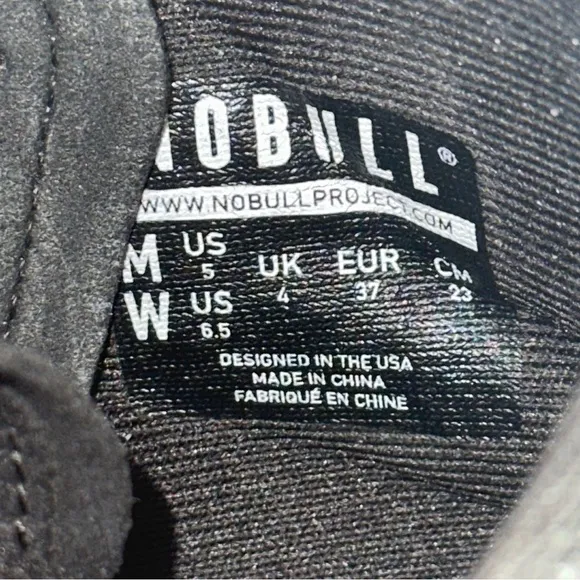 NOBULL®
WWW.NOBULLPROJECT.COM
M US 5 UK 4 EUR 37 CM 23
W US 6.5
DESIGNED IN THE USA
MADE IN CHINA
FABRIQUÉ EN CHINE